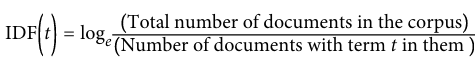 IDF(t) = log_e (Total number of documents in the corpus)/(Number of documents with term t in them )